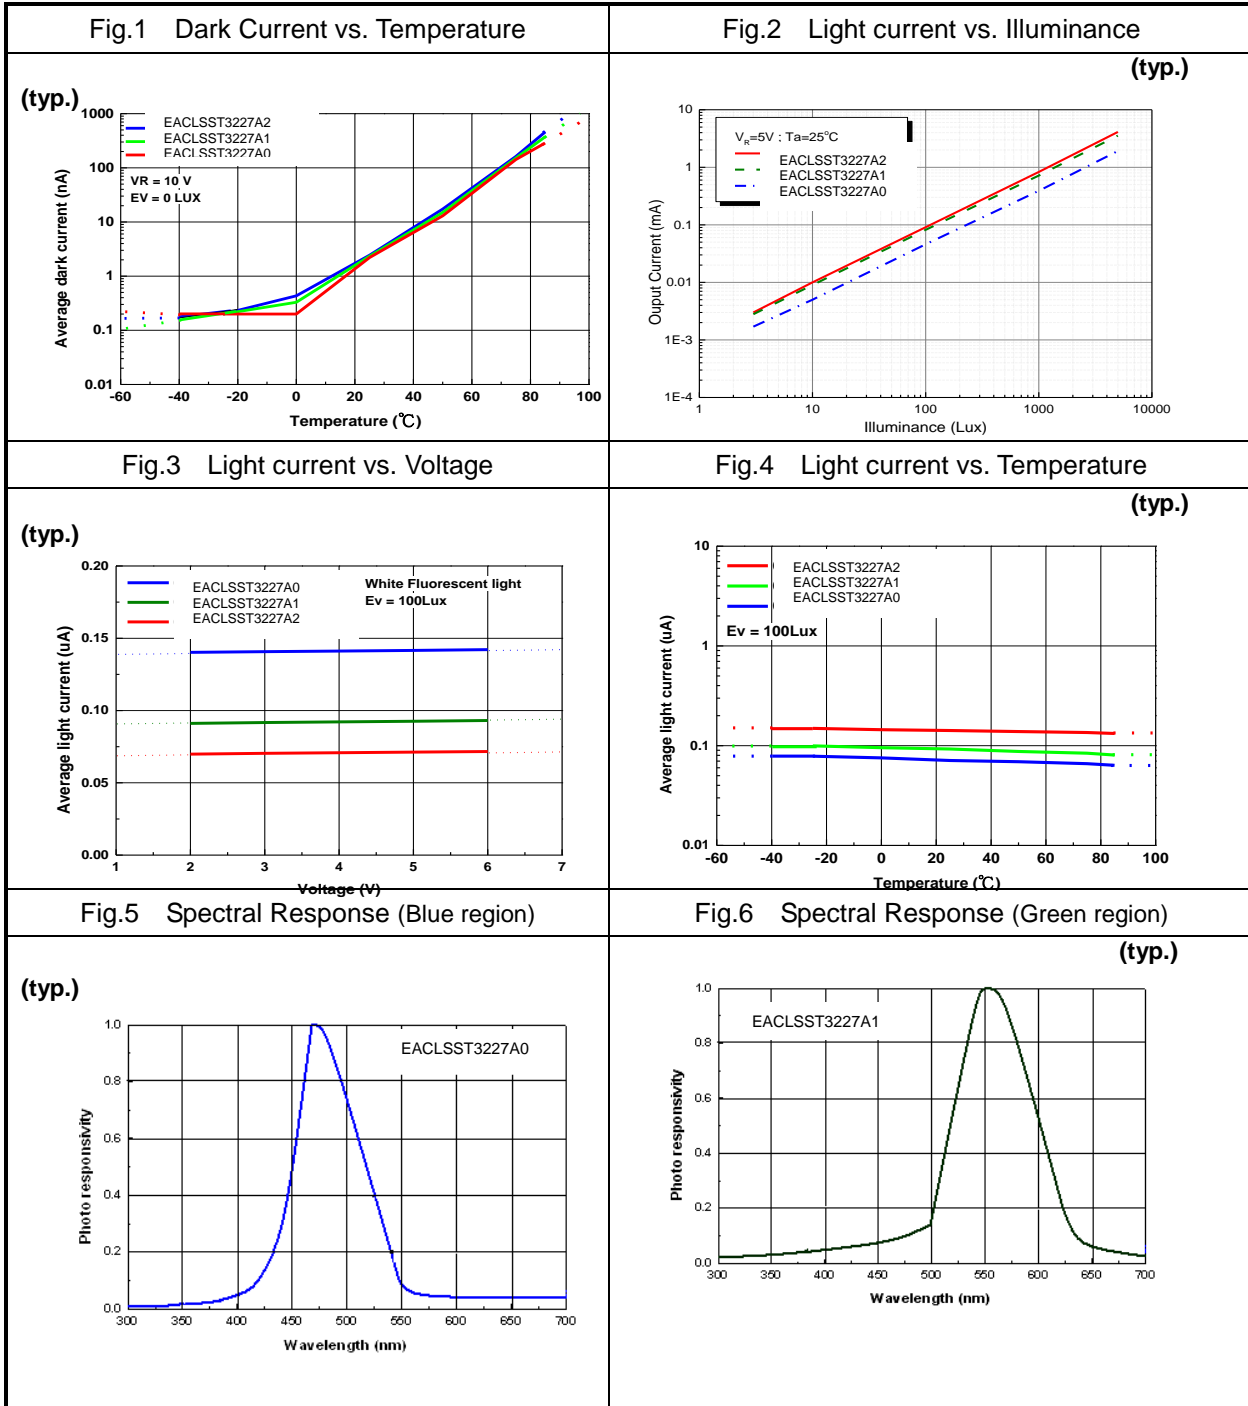 Fig.1 Dark Current vs. Temperature
Fig.2 Light current vs. Illuminance
(typ.)
1000
100
10
1
0.1
0.01
Average dark current (nA)
EACLSST3227A2
EACLSST3227A1
EACLSST3227A0
VR = 10 V
EV = 0 LUX
-60 -40 -20 0 20 40 60 80 100
Temperature (℃)
(typ.)
10
1
0.1
0.01
1E-3
1E-4
Ouput Current (mA)
VR=5V ; Ta=25°C
EACLSST3227A2
EACLSST3227A1
EACLSST3227A0
1 10 100 1000 10000
Illuminance (Lux)
Fig.3 Light current vs. Voltage
Fig.4 Light current vs. Temperature
(typ.)
0.20
0.15
0.10
0.05
0.00
Average light current (uA)
EACLSST3227A0
EACLSST3227A1
EACLSST3227A2
White Fluorescent light
Ev = 100Lux
1 2 3 4 5 6 7
Voltage (V)
(typ.)
10
1
0.1
0.01
Average light current (uA)
EACLSST3227A2
EACLSST3227A1
EACLSST3227A0
Ev = 100Lux
-60 -40 -20 0 20 40 60 80 100
Temperature (℃)
Fig.5 Spectral Response (Blue region)
Fig.6 Spectral Response (Green region)
(typ.)
1.0
0.8
0.6
0.4
0.2
0.0
Photo responsivity
EACLSST3227A0
300 350 400 450 500 550 600 650 700
Wavelength (nm)
(typ.)
1.0
0.8
0.6
0.4
0.2
0.0
Photo responsivity
EACLSST3227A1
300 350 400 450 500 550 600 650 700
Wavelength (nm)